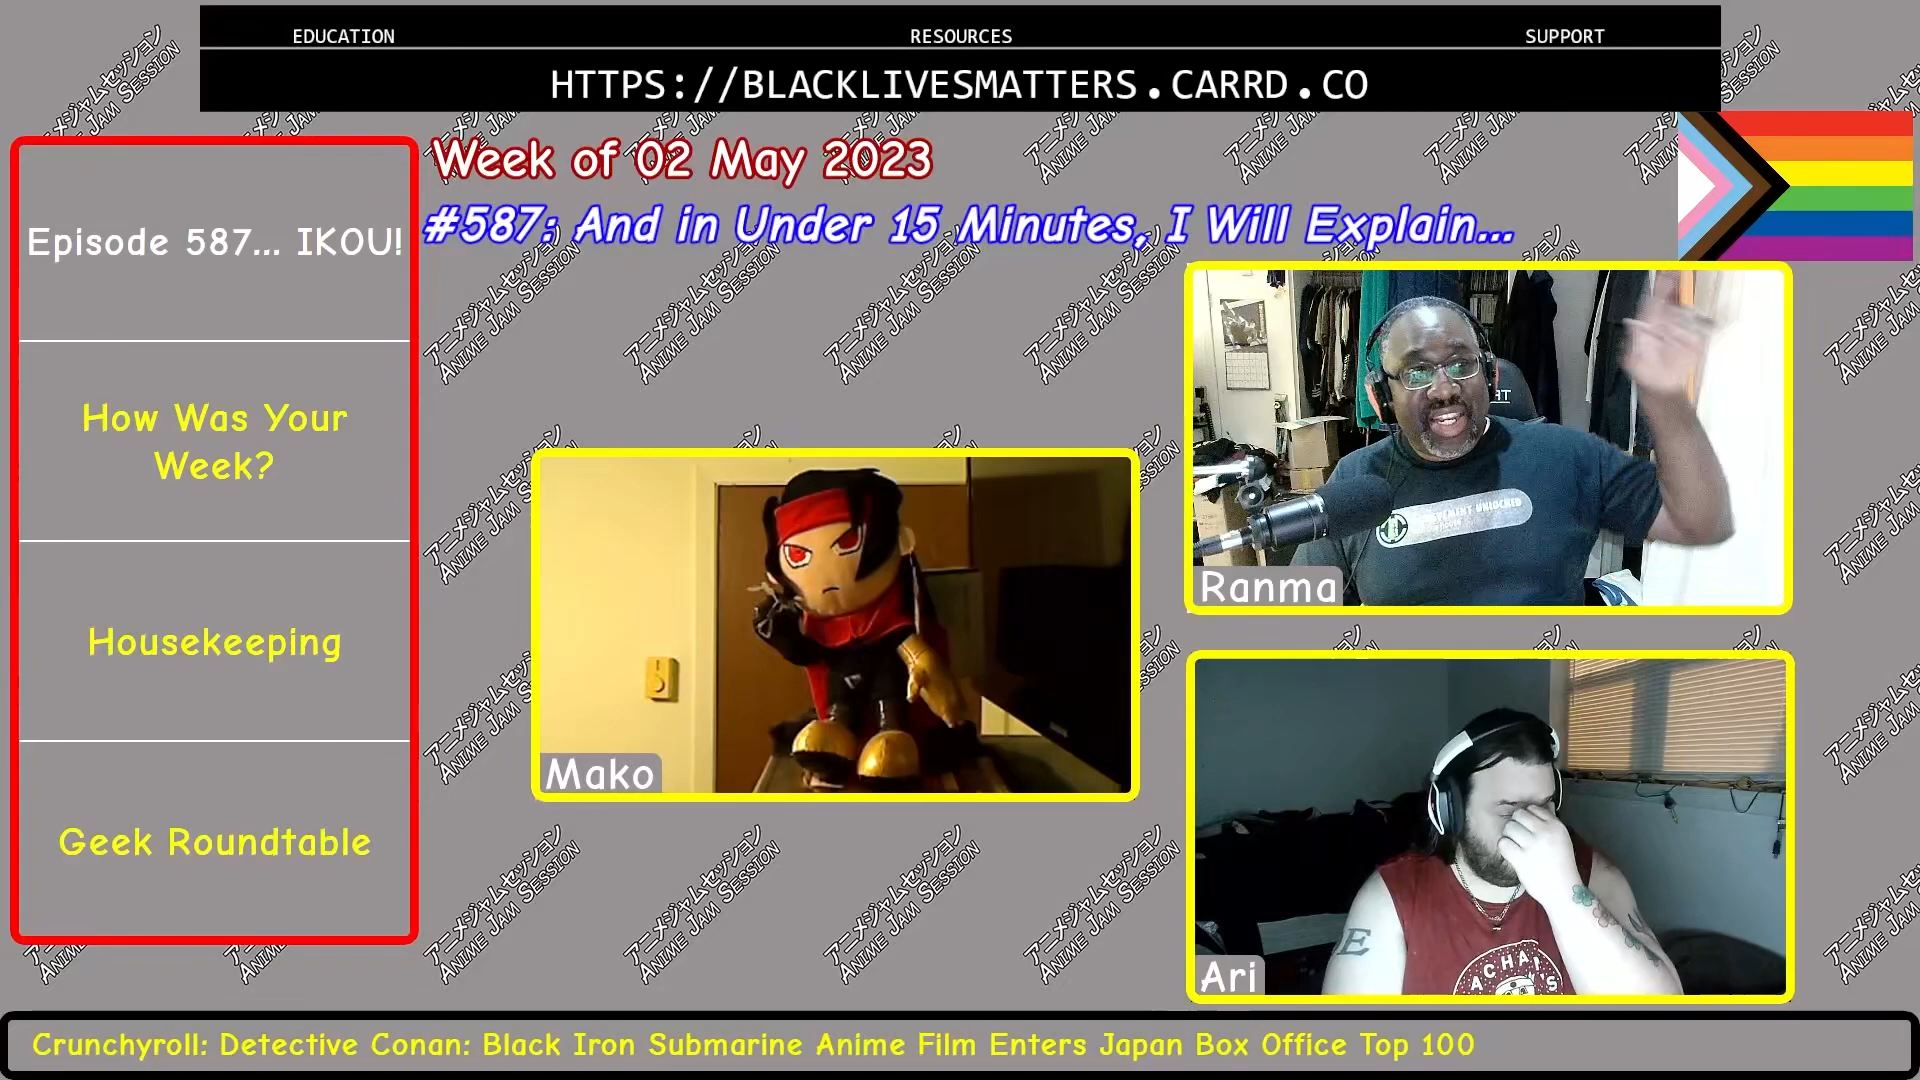 EDUCATION
RESOURCES
SUPPORT
HTTPS://BLACKLIVESMATTERS.CARRD.CO
Week of 02 May 2023
#587: And in Under 15 Minutes, I Will Explain...
Episode 587... IKOU!
How Was Your
Week?
Housekeeping
Geek Roundtable
アニメジャムセッション
ANIME JAM SESSION
Mako
Ranma
Ari
Crunchyroll: Detective Conan: Black Iron Submarine Anime Film Enters Japan Box Office Top 100